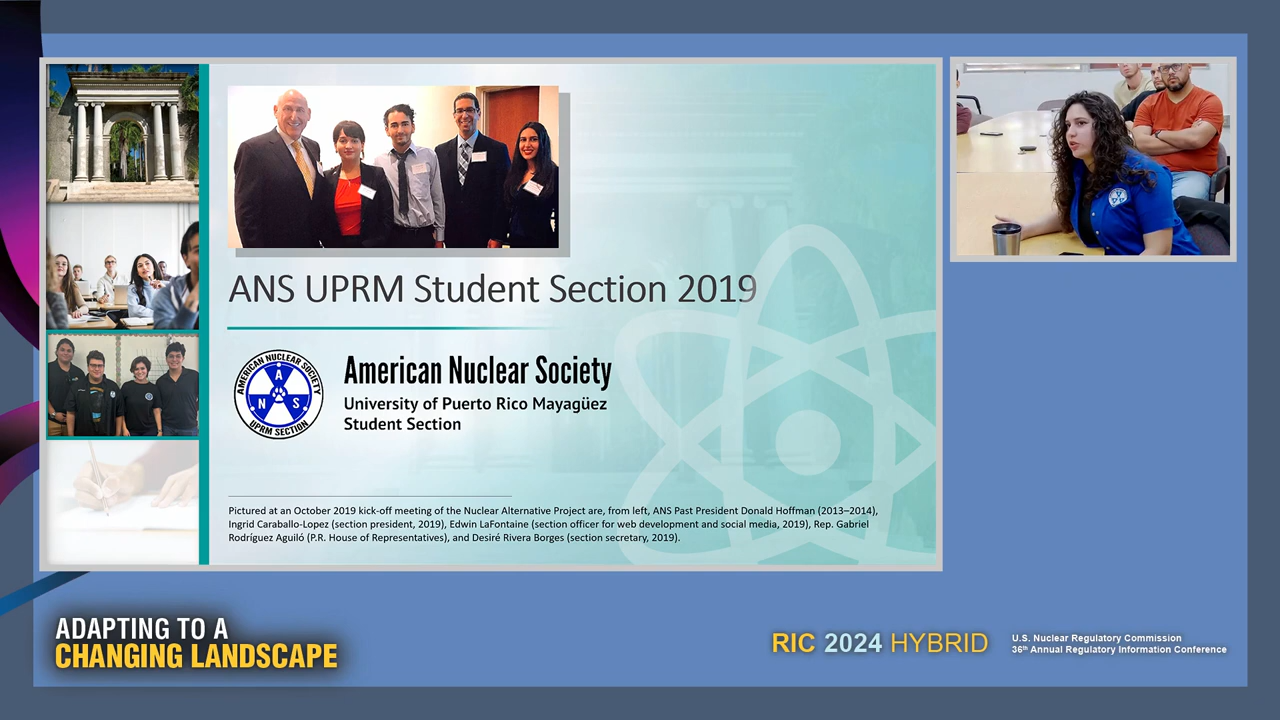 ANS UPRM Student Section 2019
AMERICAN NUCLEAR SOCIETY
A
N S
UPRM SECTION
American Nuclear Society
University of Puerto Rico Mayagüez
Student Section
Pictured at an October 2019 kick-off meeting of the Nuclear Alternative Project are, from left, ANS Past President Donald Hoffman (2013–2014),
Ingrid Caraballo-Lopez (section president, 2019), Edwin LaFontaine (section officer for web development and social media, 2019), Rep. Gabriel
Rodríguez Aguiló (P.R. House of Representatives), and Desiré Rivera Borges (section secretary, 2019).
ADAPTING TO A
CHANGING LANDSCAPE
RIC 2024 HYBRID
U.S. Nuclear Regulatory Commission
36th Annual Regulatory Information Conference